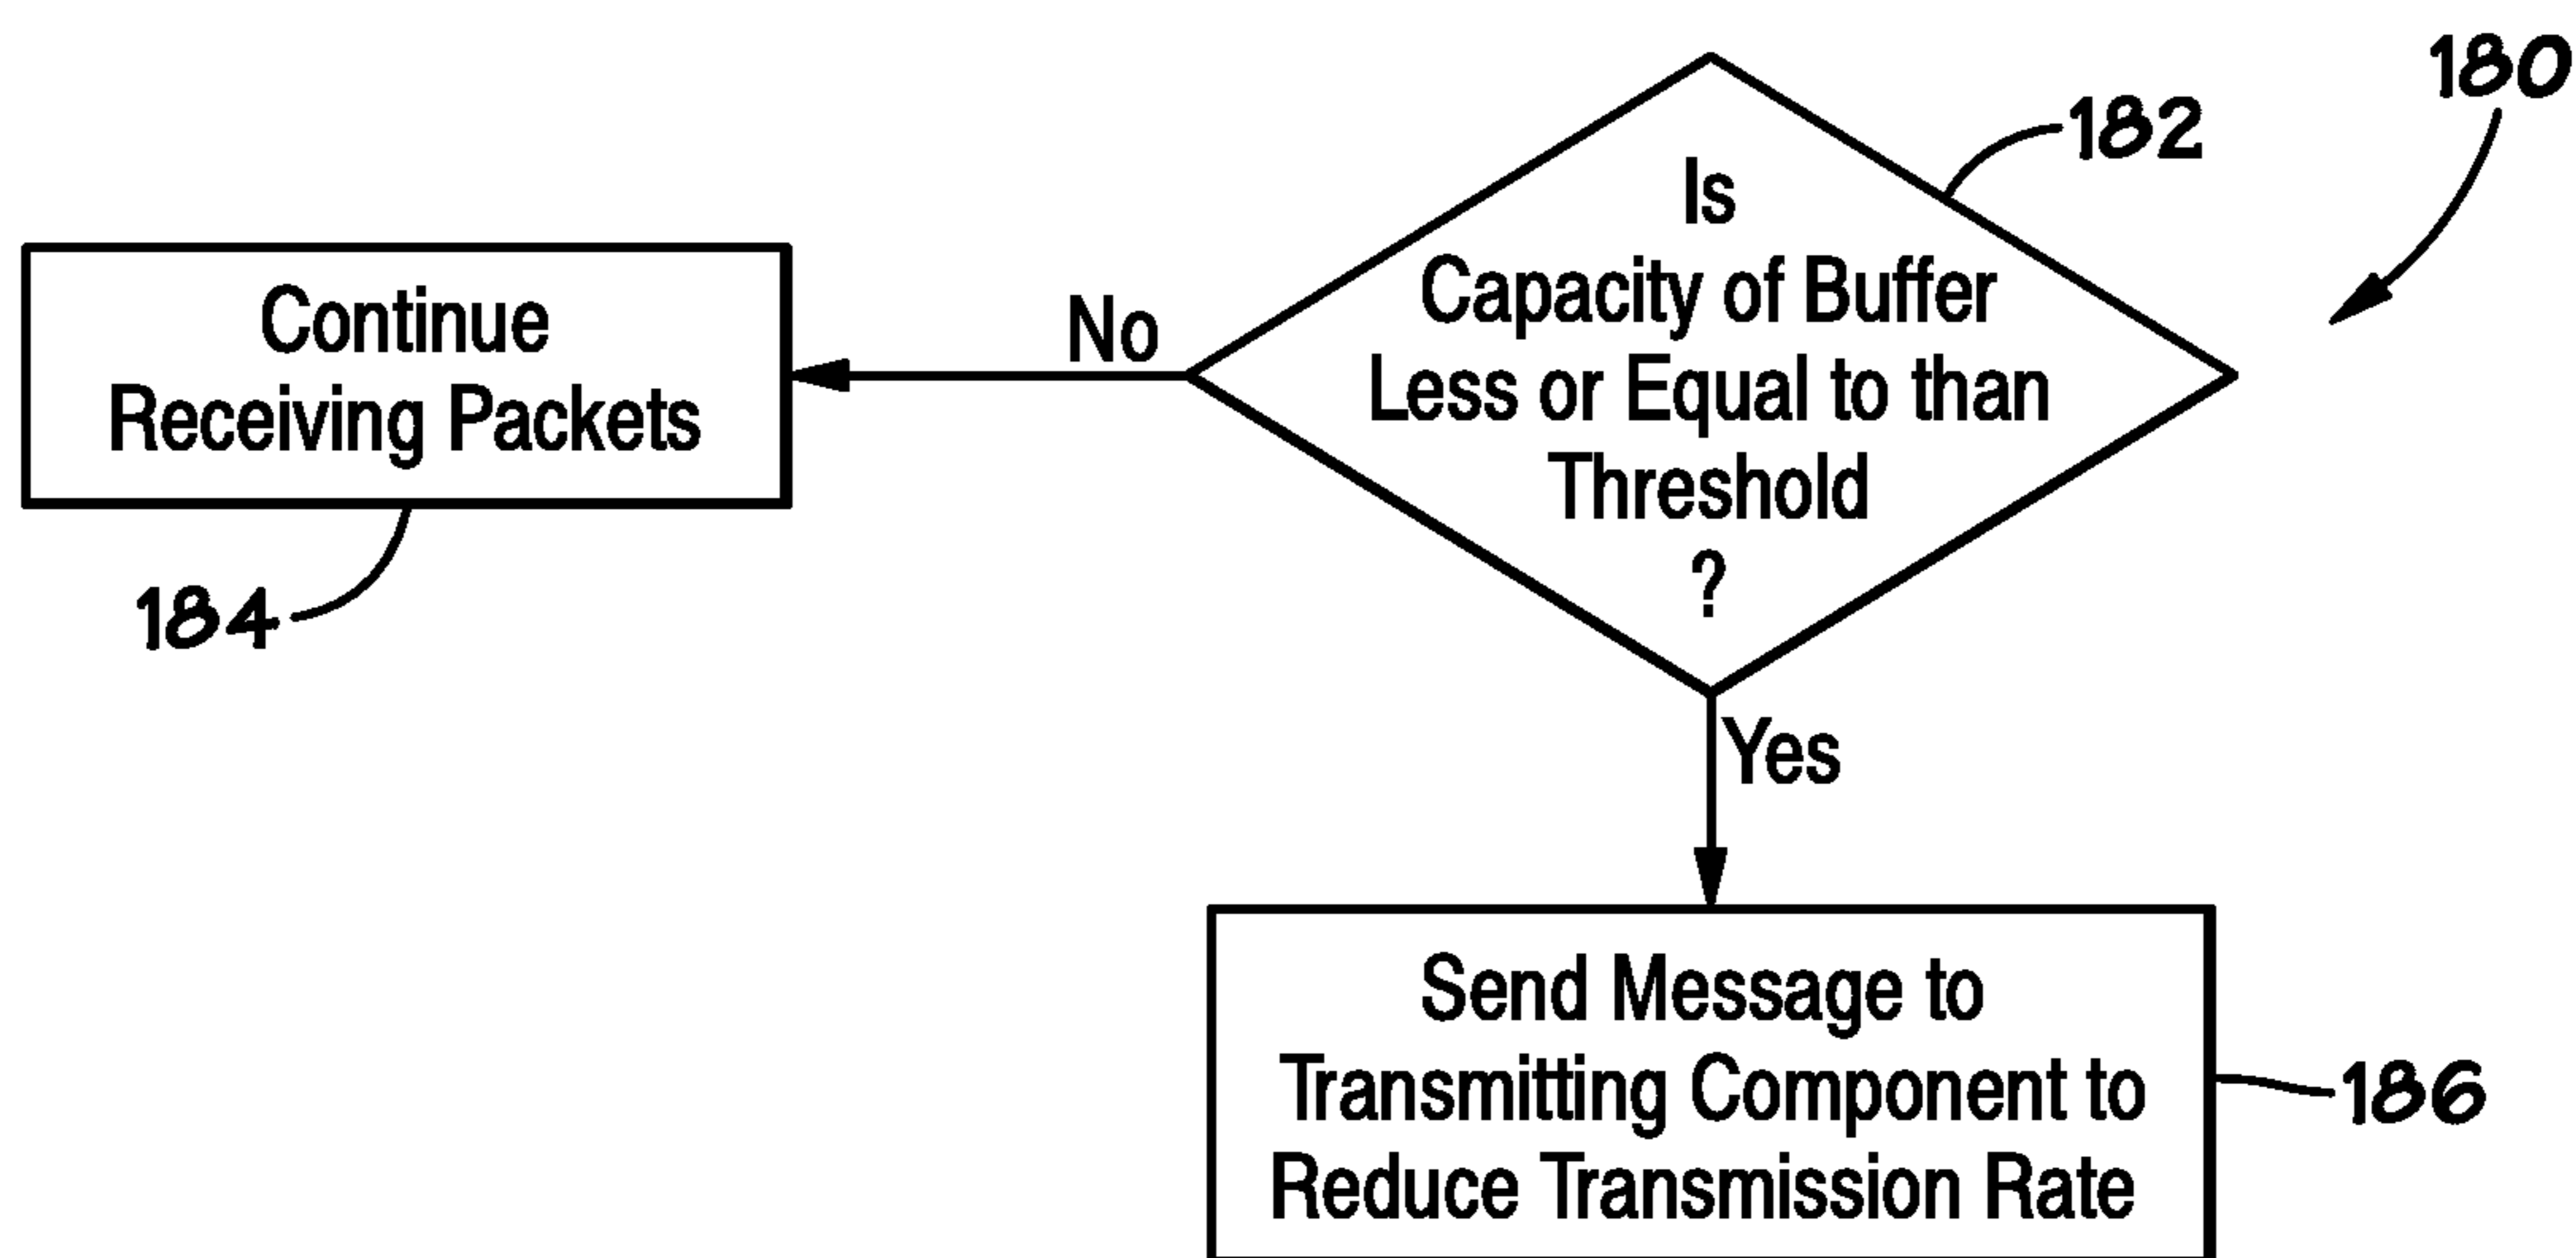 180
182
Is
Capacity of Buffer
Less or Equal to than
Threshold
?
No
Continue
Receiving Packets
184
Yes
Send Message to
Transmitting Component to
Reduce Transmission Rate
186